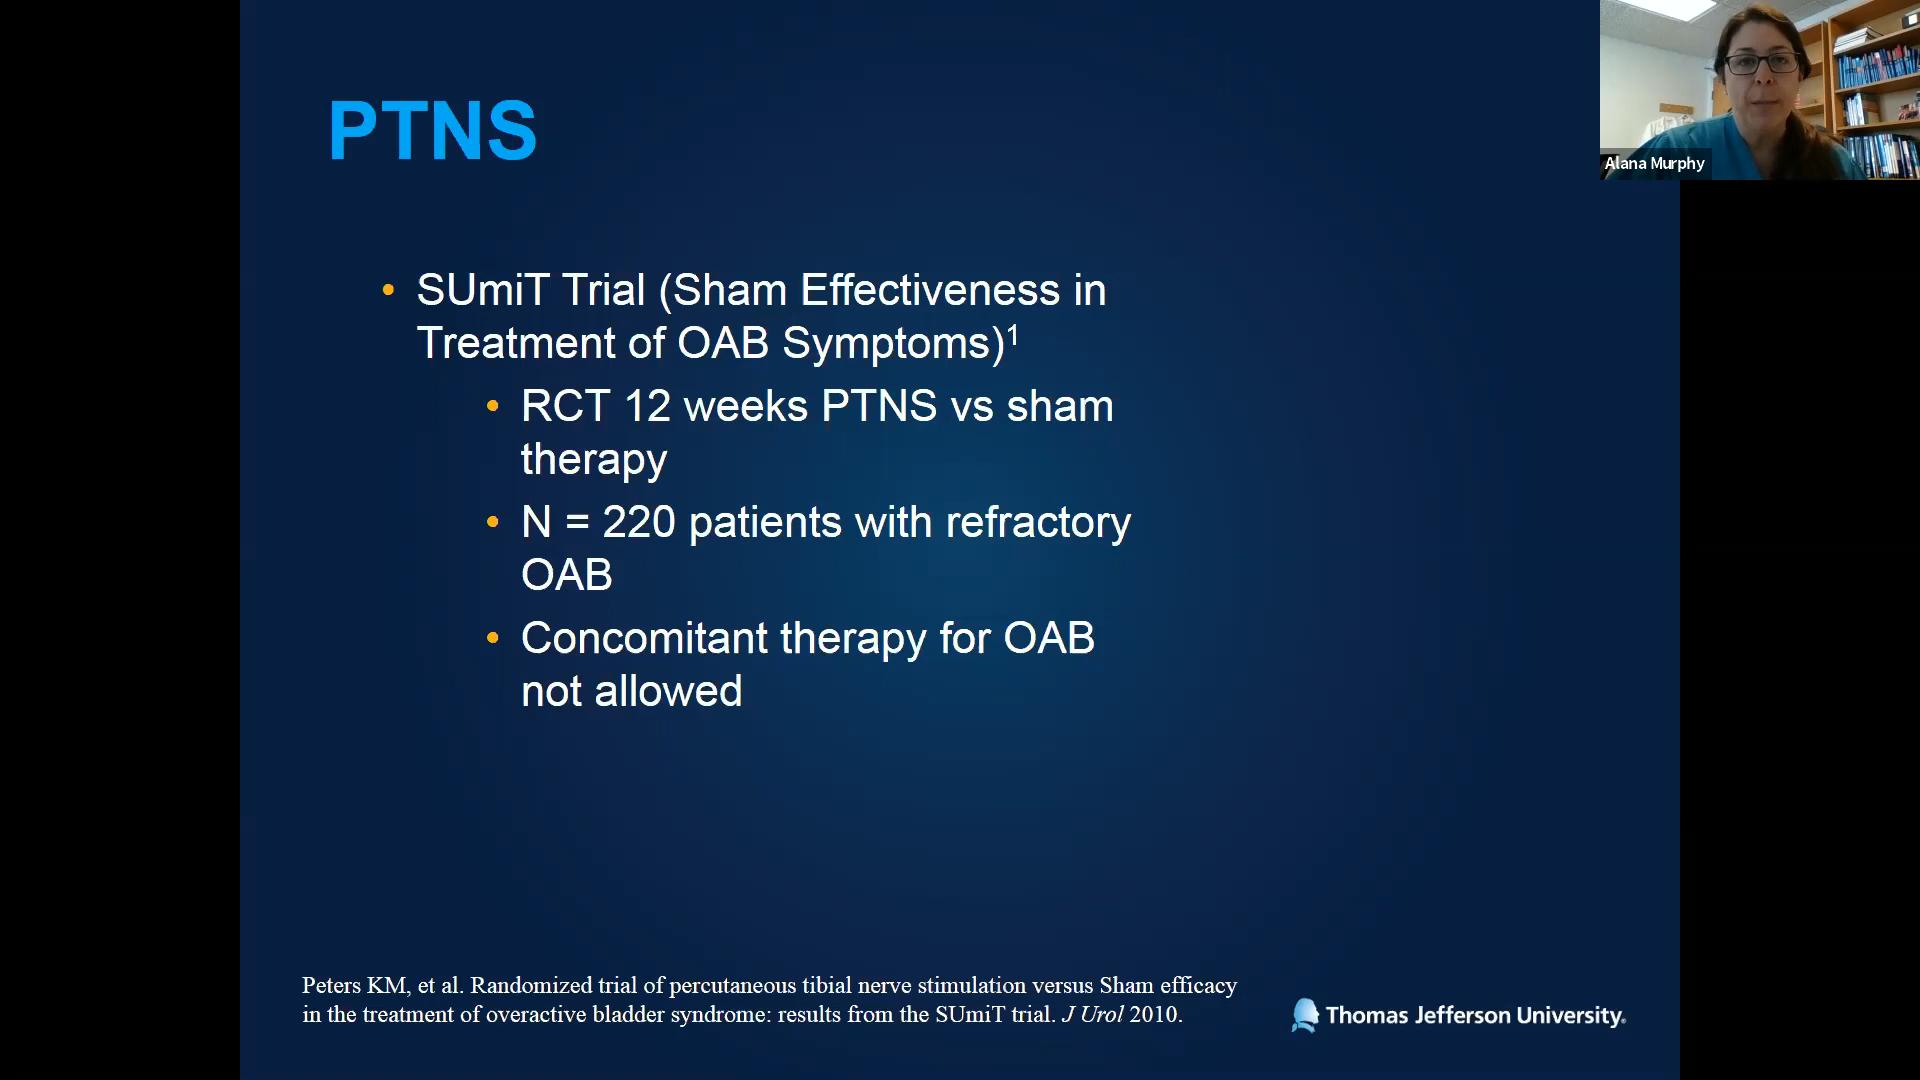 PTNS
Alana Murphy
• SUmiT Trial (Sham Effectiveness in
Treatment of OAB Symptoms)1
• RCT 12 weeks PTNS vs sham
therapy
• N = 220 patients with refractory
OAB
• Concomitant therapy for OAB
not allowed
Peters KM, et al. Randomized trial of percutaneous tibial nerve stimulation versus Sham efficacy
in the treatment of overactive bladder syndrome: results from the SUmiT trial. J Urol 2010.
Thomas Jefferson University.